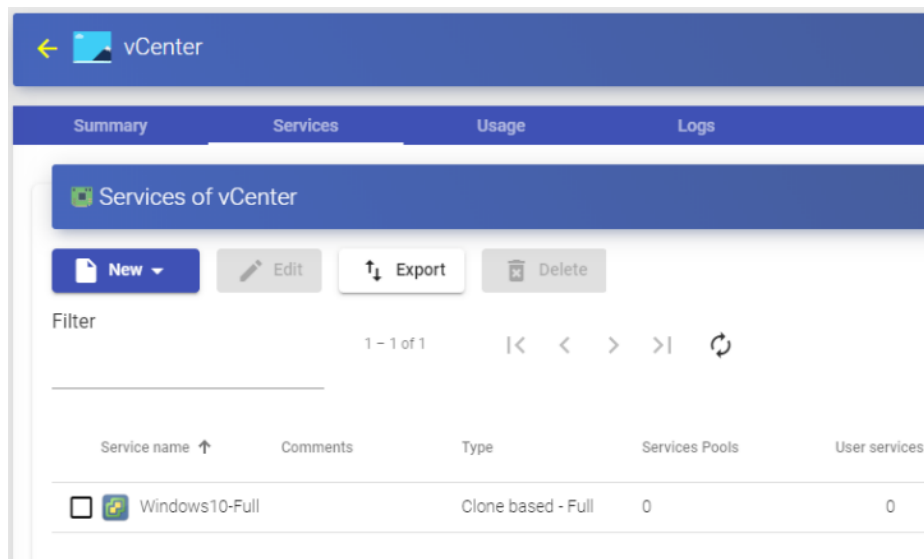 vCenter
Summary Services Usage Logs
Services of vCenter
New Edit Export Delete
Filter
1 – 1 of 1
Service name Comments Type Services Pools User services
Windows10-Full Clone based - Full 0 0